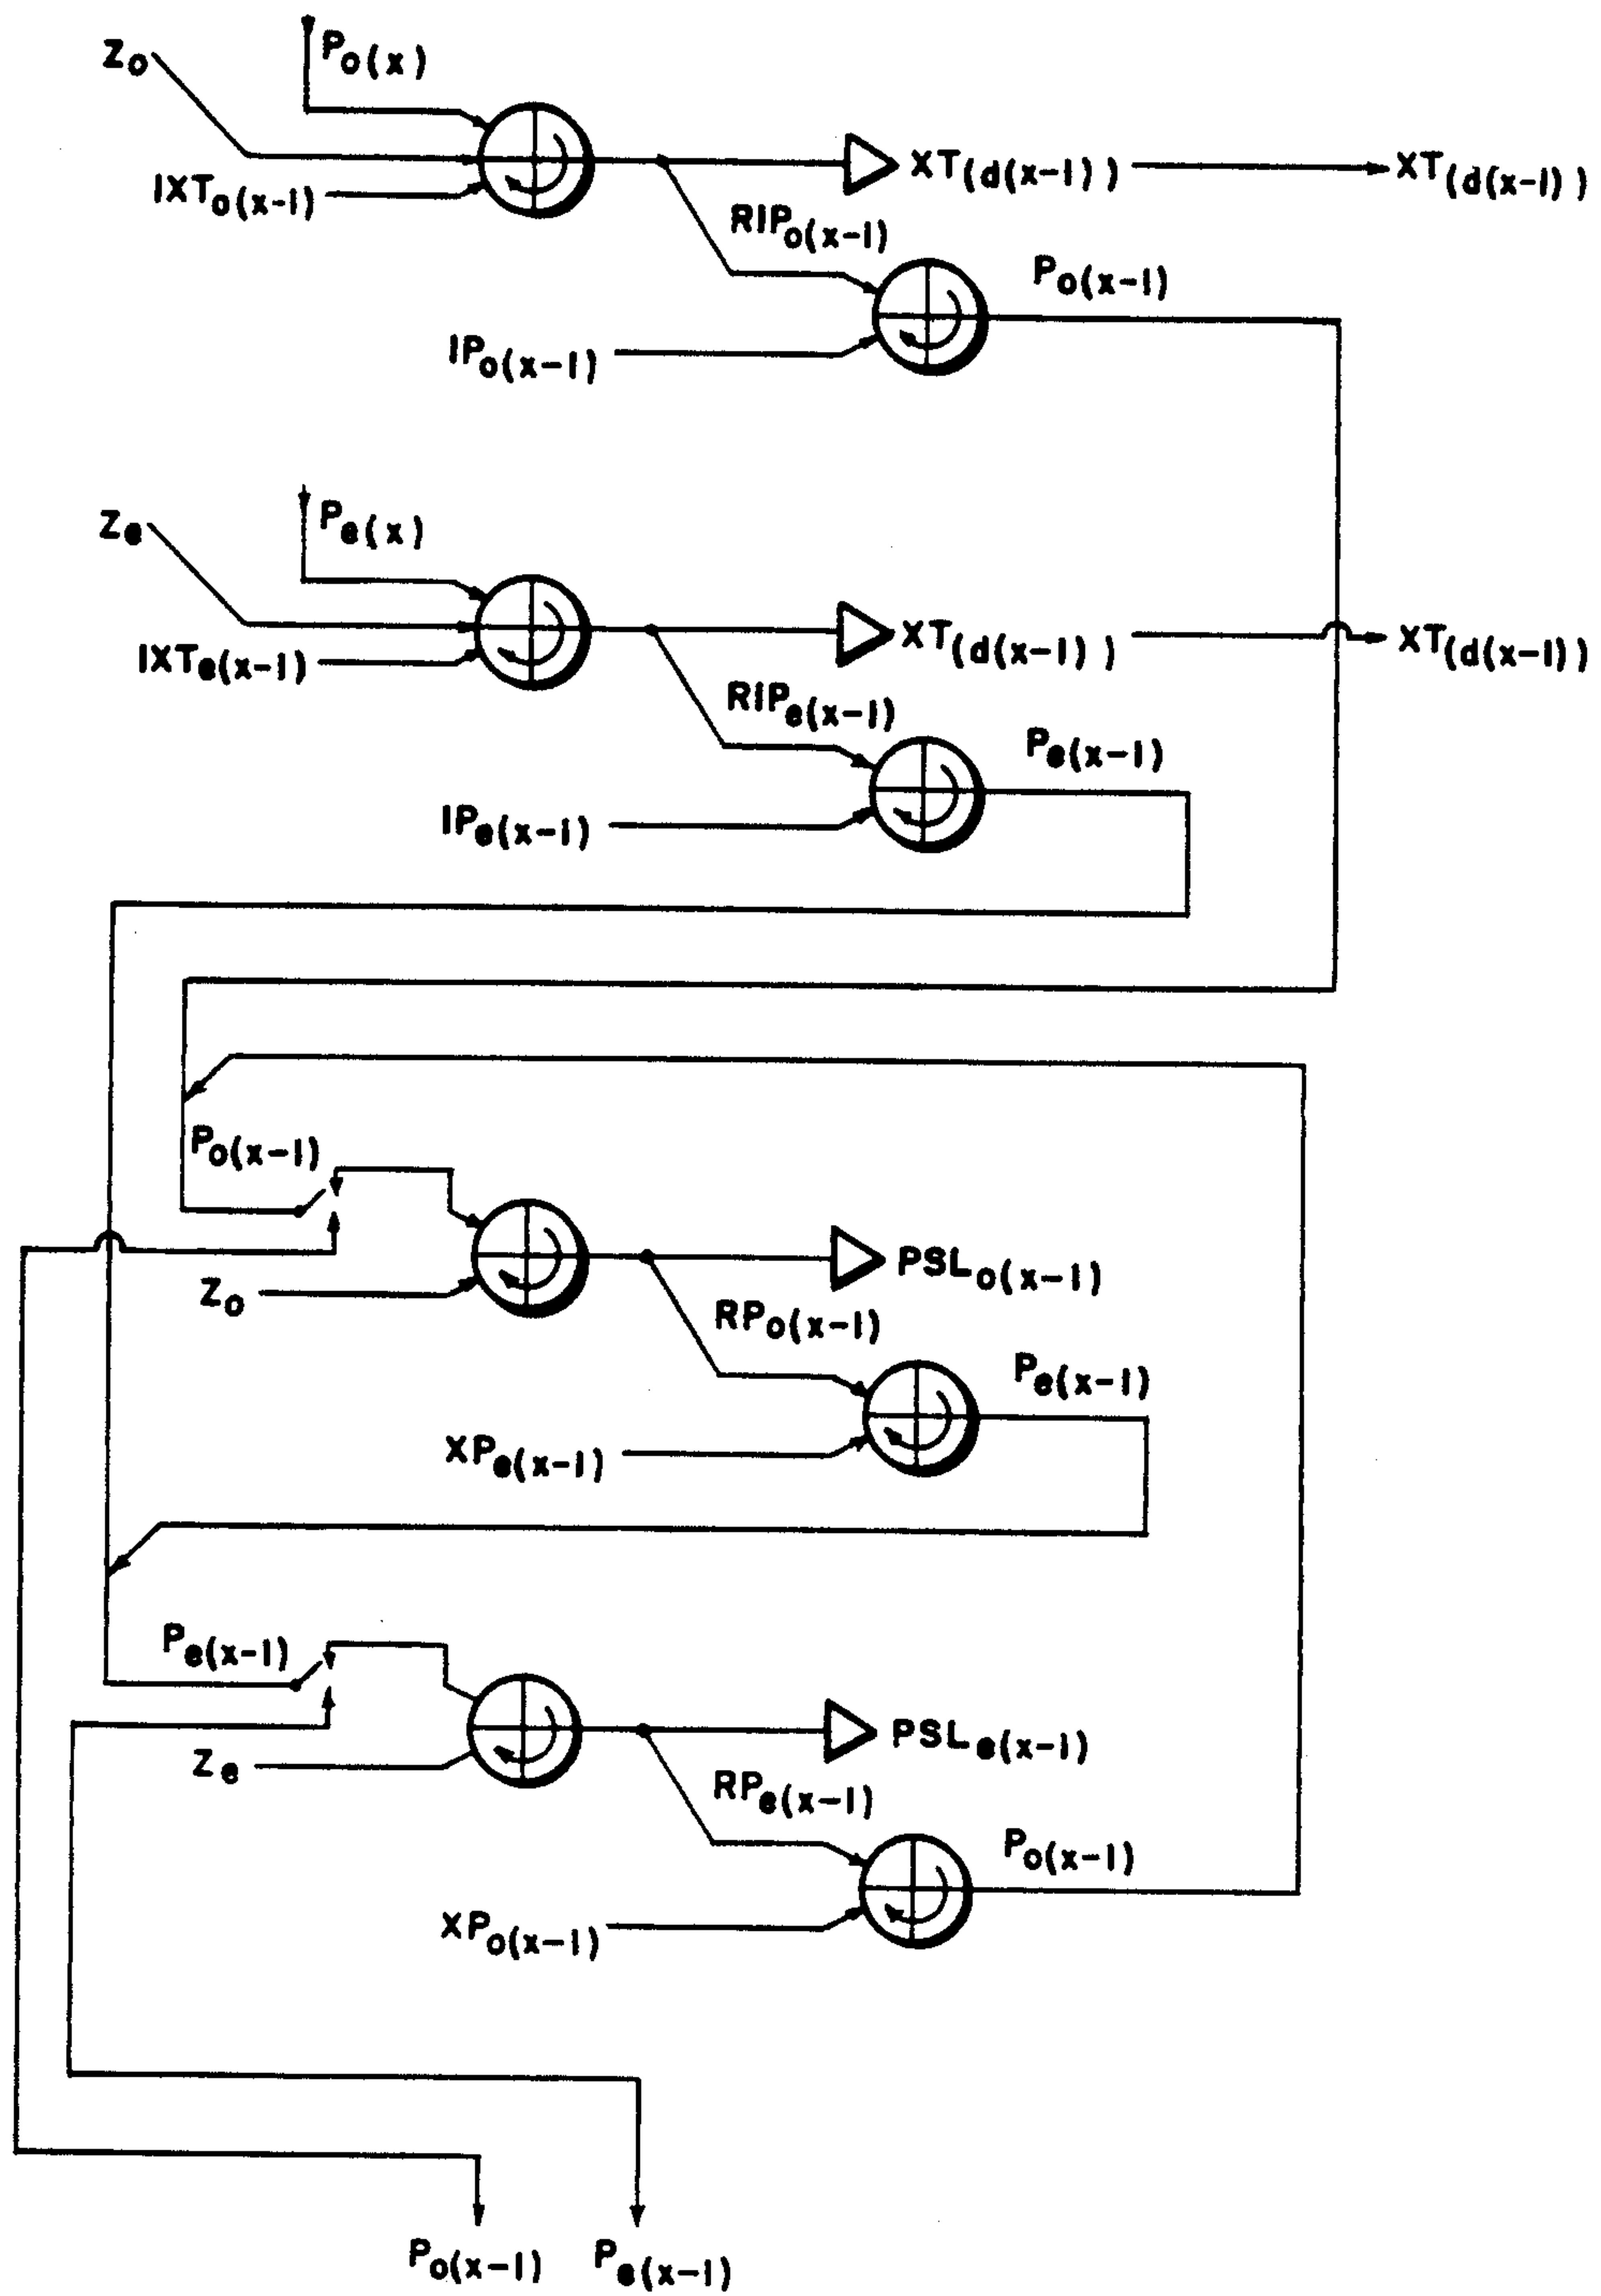 Zo
Po(x)
IXTo(x-1)
XT(d(x-1))
XT(d(x-1))
RIPo(x-1)
Po(x-1)
IPo(x-1)
Ze
Pe(x)
IXTe(x-1)
XT(d(x-1))
XT(d(x-1))
RIPe(x-1)
Pe(x-1)
IPe(x-1)
Po(x-1)
Zo
PSLo(x-1)
RPo(x-1)
Pe(x-1)
XPe(x-1)
Pe(x-1)
Ze
PSLe(x-1)
RPe(x-1)
Po(x-1)
XPo(x-1)
Po(x-1)
Pe(x-1)